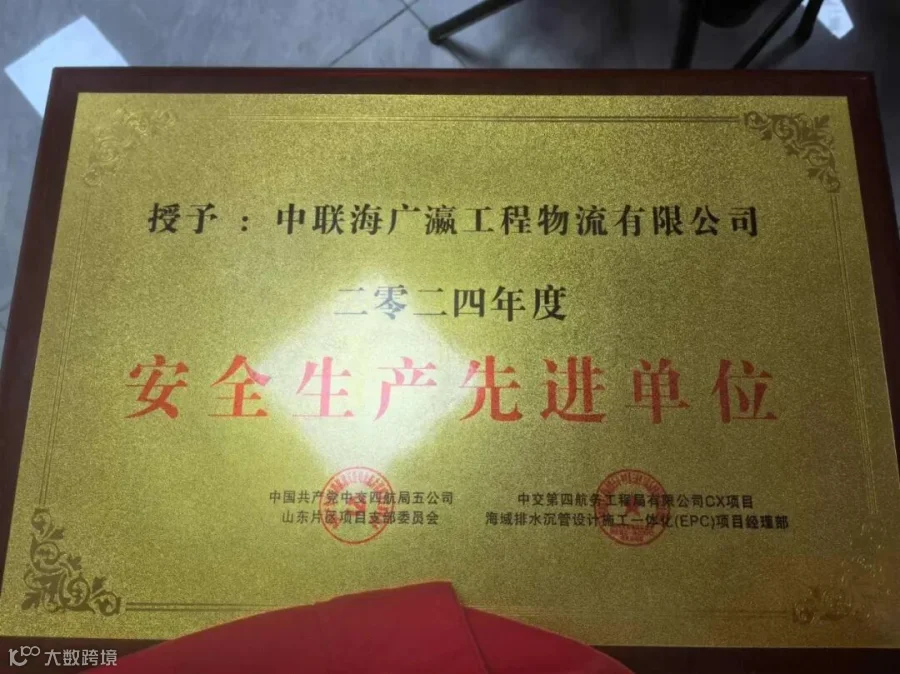 授予：中联海广瀛工程物流有限公司
二零二四年度
安全生产先进单位
中国共产党中交四航局五公司
山东片区项目支部委员会
中交第四航务工程局有限公司CX项目
海域排水沉管设计施工一体化(EPC)项目经理部
大数跨境